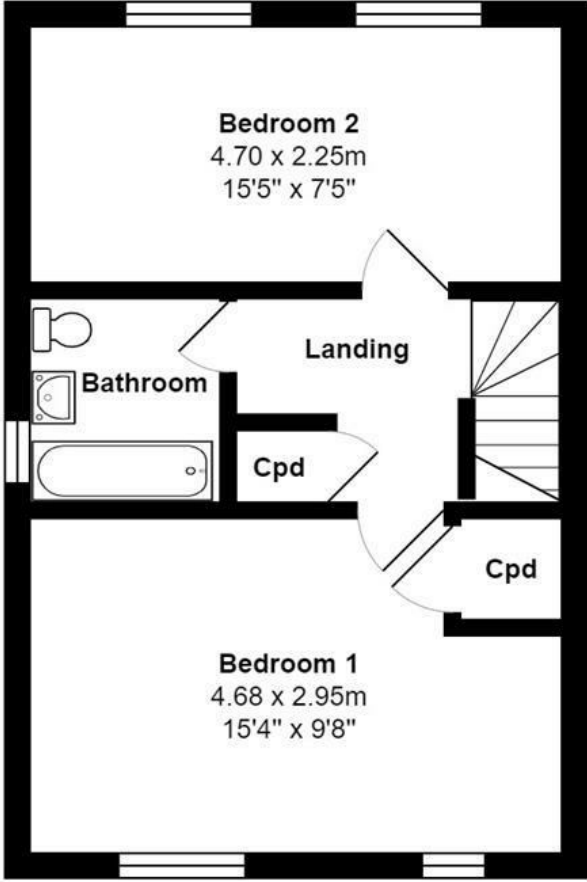 Bedroom 2
4.70 x 2.25m
15'5" x 7'5"
Landing
Bathroom
Cpd
Cpd
Bedroom 1
4.68 x 2.95m
15'4" x 9'8"